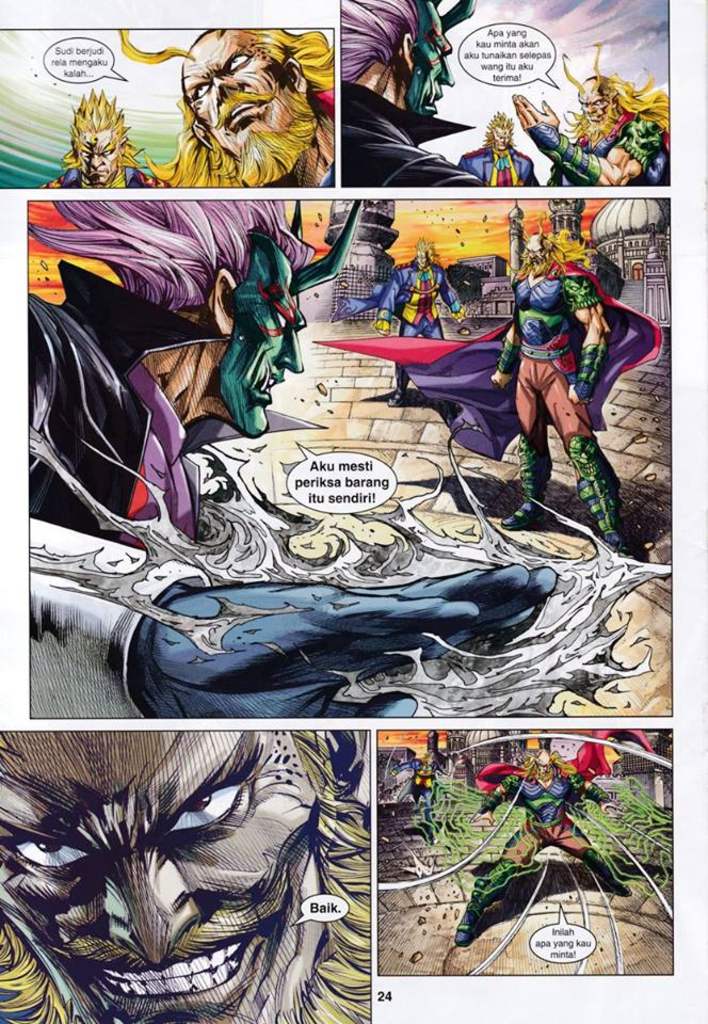 Sudi berjudi
rela mengaku
kalah...
Apa yang
kau minta akan
aku tunaikan selepas
wang itu aku
terima!
Aku mesti
periksa barang
itu sendiri!
Baik.
Inilah
apa yang kau
minta!
24